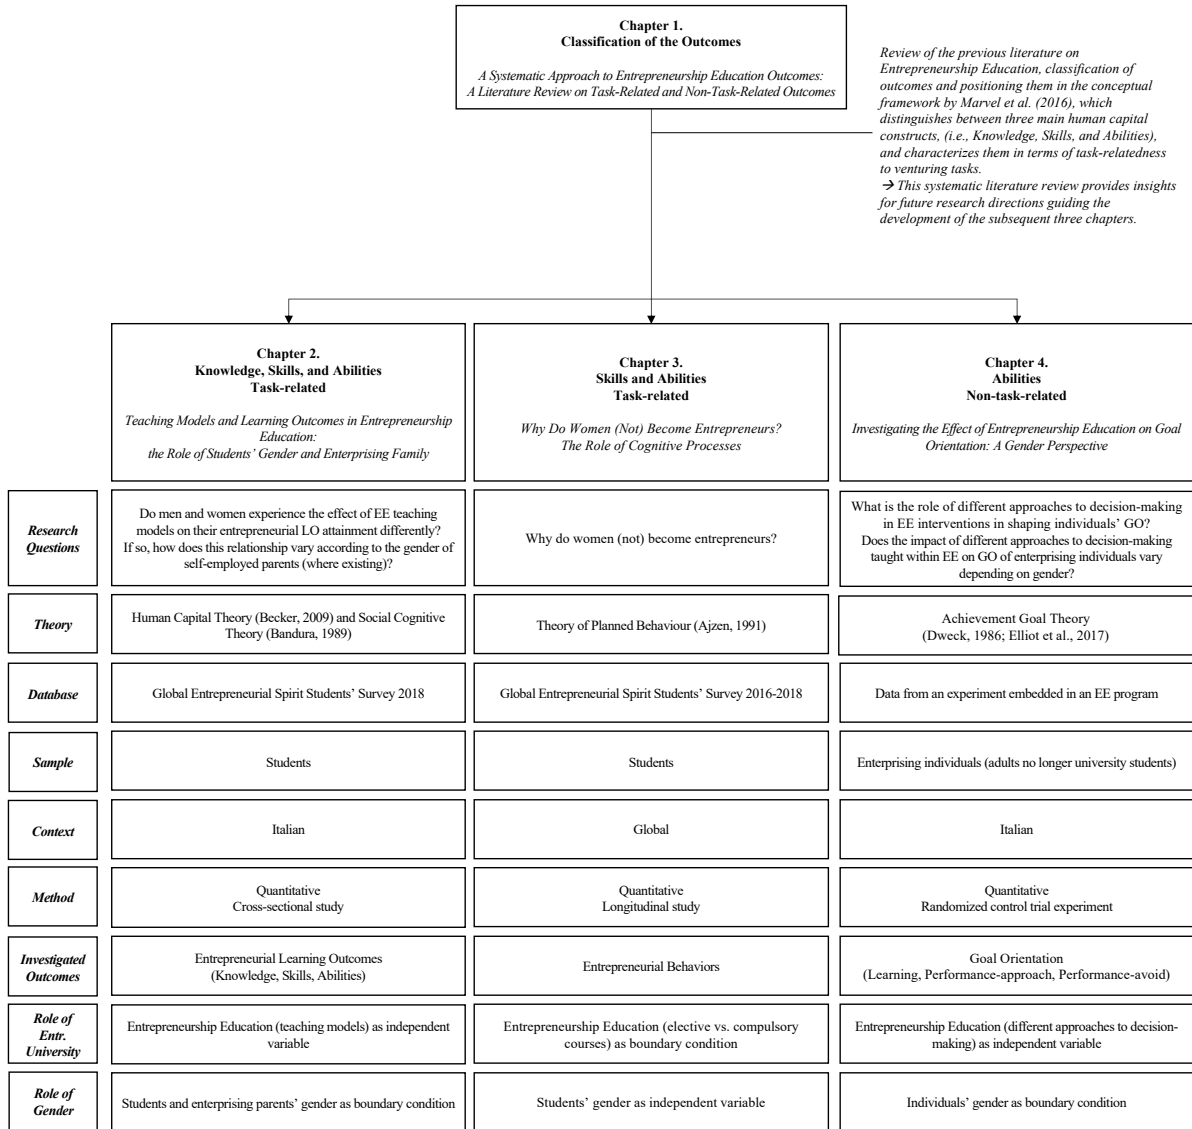 Chapter 1.
Classification of the Outcomes
A Systematic Approach to Entrepreneurship Education Outcomes:
A Literature Review on Task-Related and Non-Task-Related Outcomes
Review of the previous literature on
Entrepreneurship Education, classification of
outcomes and positioning them in the conceptual
framework by Marvel et al. (2016), which
distinguishes between three main human capital
constructs, (i.e., Knowledge, Skills, and Abilities),
and characterizes them in terms of task-relatedness
to venturing tasks.
→ This systematic literature review provides insights
for future research directions guiding the
development of the subsequent three chapters.
Chapter 2.
Knowledge, Skills, and Abilities
Task-related
Teaching Models and Learning Outcomes in Entrepreneurship
Education:
the Role of Students' Gender and Enterprising Family
Chapter 3.
Skills and Abilities
Task-related
Why Do Women (Not) Become Entrepreneurs?
The Role of Cognitive Processes
Chapter 4.
Abilities
Non-task-related
Investigating the Effect of Entrepreneurship Education on Goal
Orientation: A Gender Perspective
Research
Questions
Do men and women experience the effect of EE teaching
models on their entrepreneurial LO attainment differently?
If so, how does this relationship vary according to the gender of
self-employed parents (where existing)?
Why do women (not) become entrepreneurs?
What is the role of different approaches to decision-making
in EE interventions in shaping individuals' GO?
Does the impact of different approaches to decision-making
taught within EE on GO of enterprising individuals vary
depending on gender?
Theory
Human Capital Theory (Becker, 2009) and Social Cognitive
Theory (Bandura, 1989)
Theory of Planned Behaviour (Ajzen, 1991)
Achievement Goal Theory
(Dweck, 1986; Elliot et al., 2017)
Database
Global Entrepreneurial Spirit Students' Survey 2018
Global Entrepreneurial Spirit Students' Survey 2016-2018
Data from an experiment embedded in an EE program
Sample
Students
Students
Enterprising individuals (adults no longer university students)
Context
Italian
Global
Italian
Method
Quantitative
Cross-sectional study
Quantitative
Longitudinal study
Quantitative
Randomized control trial experiment
Investigated
Outcomes
Entrepreneurial Learning Outcomes
(Knowledge, Skills, Abilities)
Entrepreneurial Behaviors
Goal Orientation
(Learning, Performance-approach, Performance-avoid)
Role of
Entr.
University
Entrepreneurship Education (teaching models) as independent
variable
Entrepreneurship Education (elective vs. compulsory
courses) as boundary condition
Entrepreneurship Education (different approaches to decision-
making) as independent variable
Role of
Gender
Students and enterprising parents' gender as boundary condition
Students' gender as independent variable
Individuals' gender as boundary condition